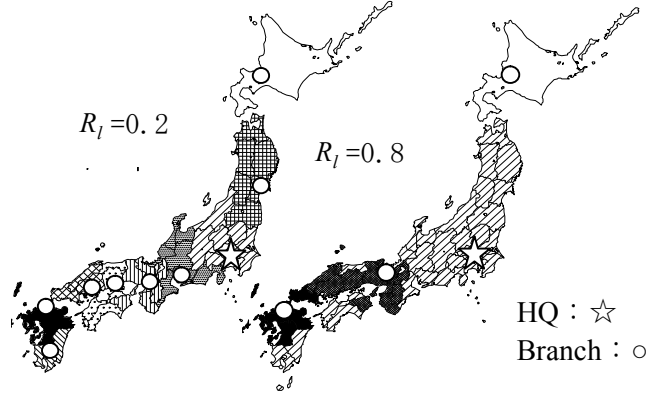 R_l =0.2
R_l =0.8
HQ：☆
Branch：○